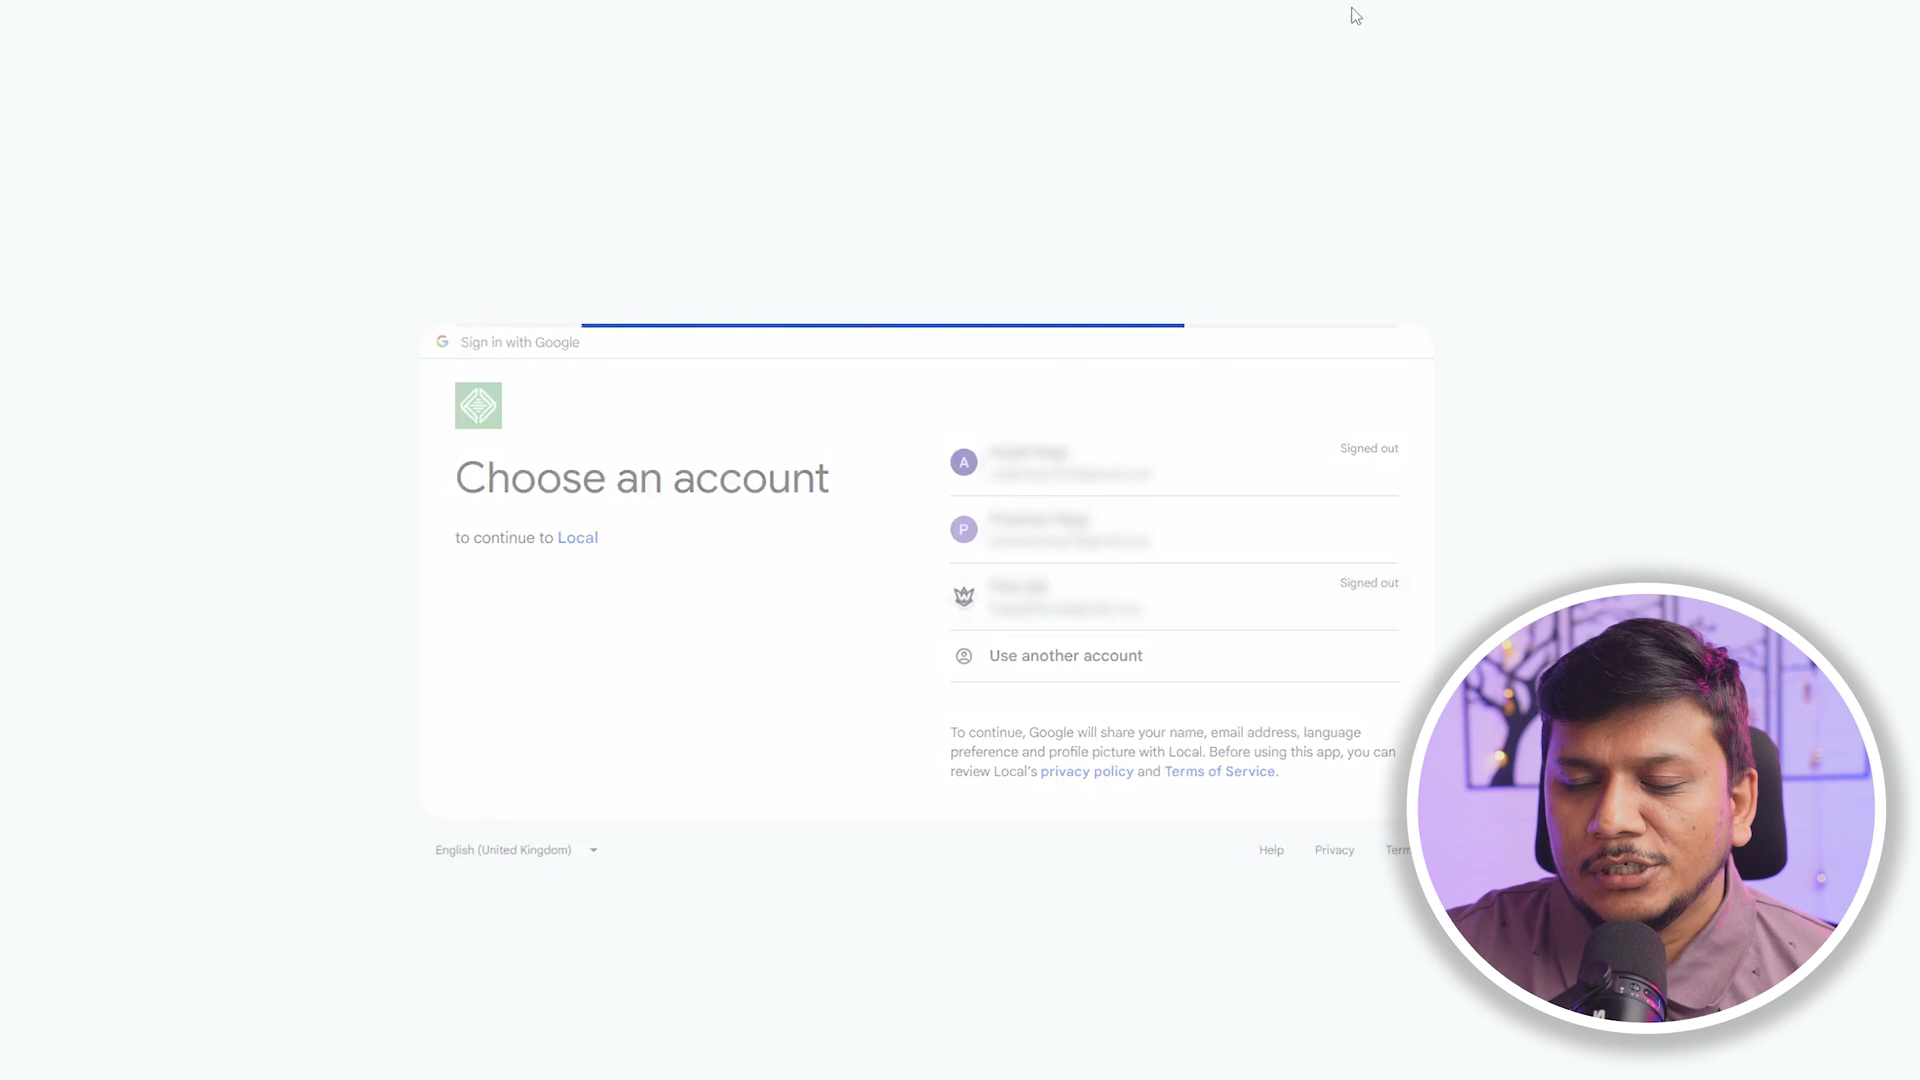 Sign in with Google
Choose an account
to continue to Local
A
Signed out
P
Signed out
Use another account
To continue, Google will share your name, email address, language
preference and profile picture with Local. Before using this app, you can
review Local's privacy policy and Terms of Service.
English (United Kingdom)
Help
Privacy